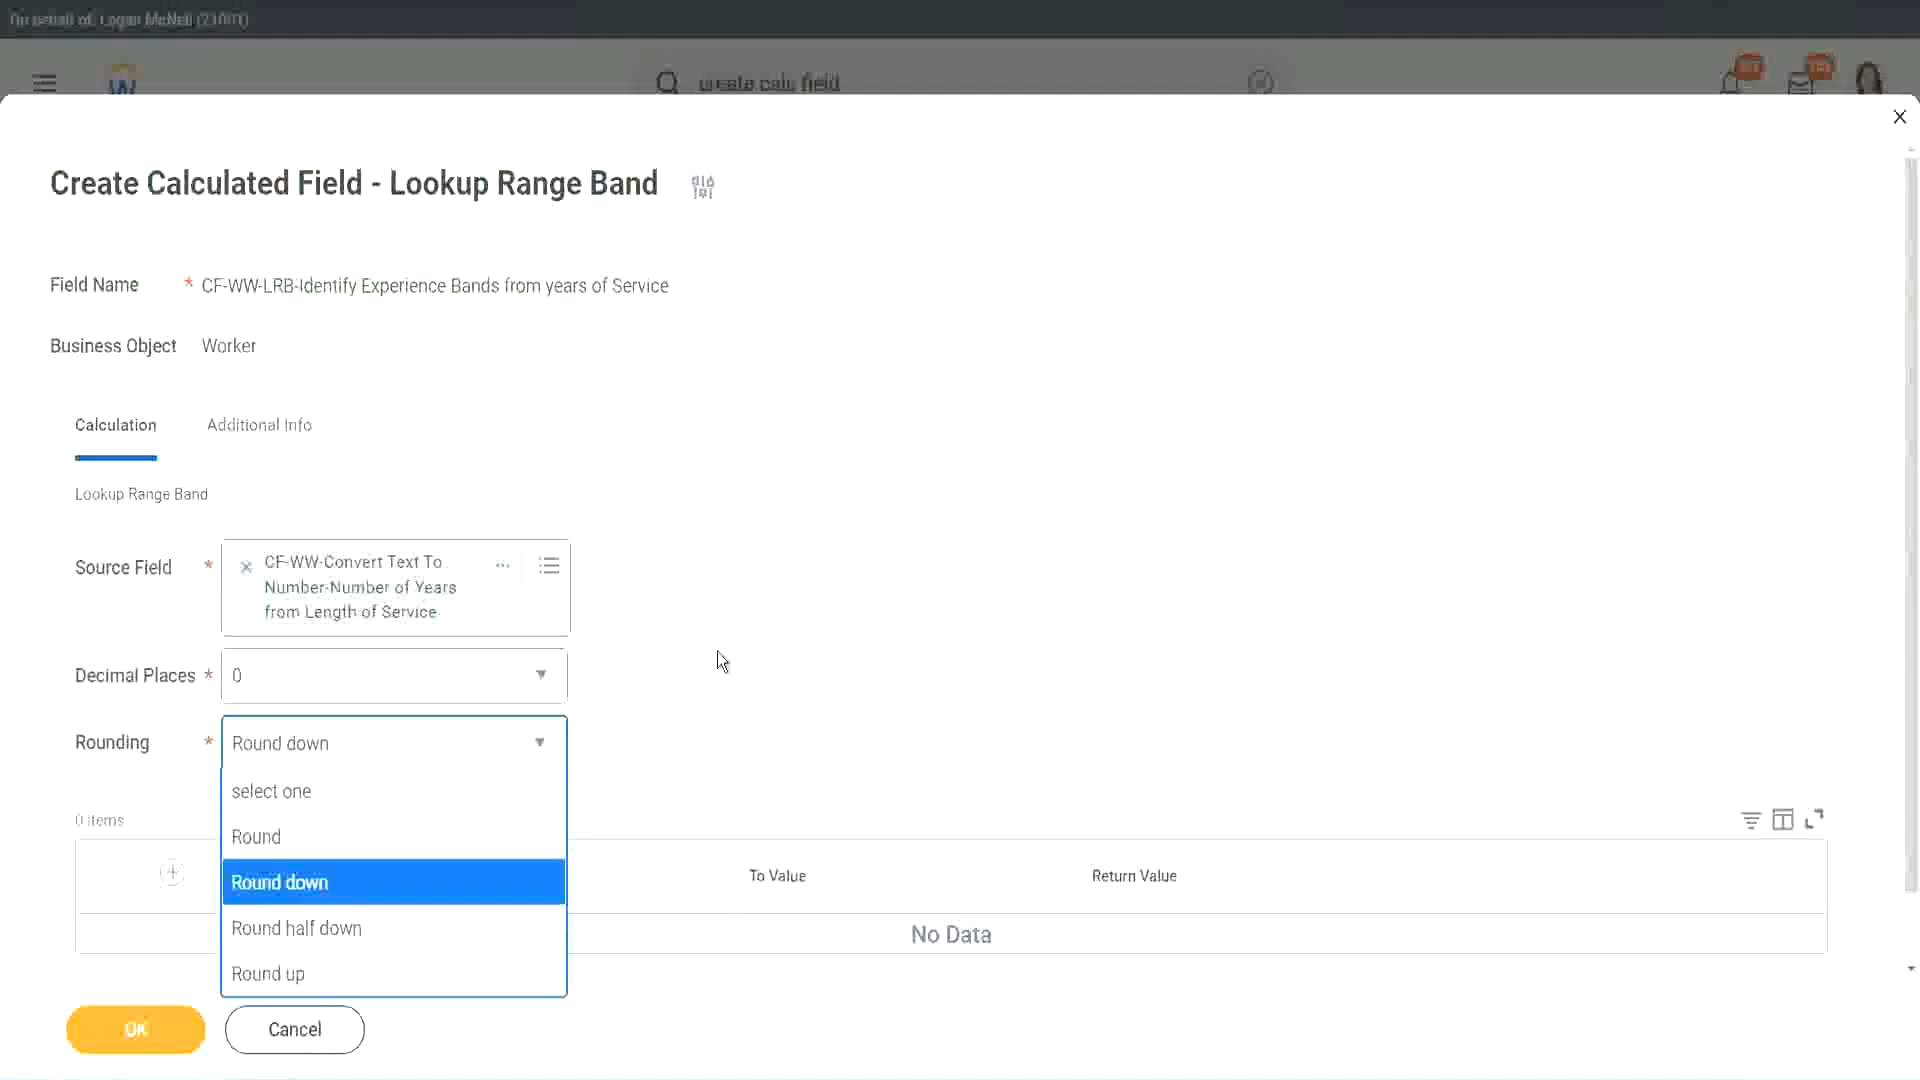 On behalf of: Logan McNeil (21001)
create calc field
Create Calculated Field - Lookup Range Band
Field Name * CF-WW-LRB-Identify Experience Bands from years of Service
Business Object Worker
Calculation Additional Info
Lookup Range Band
Source Field * CF-WW-Convert Text To
Number-Number of Years
from Length of Service
Decimal Places * 0
Rounding * Round down
select one
Round
Round down
Round half down
Round up
0 items
To Value Return Value
No Data
OK Cancel